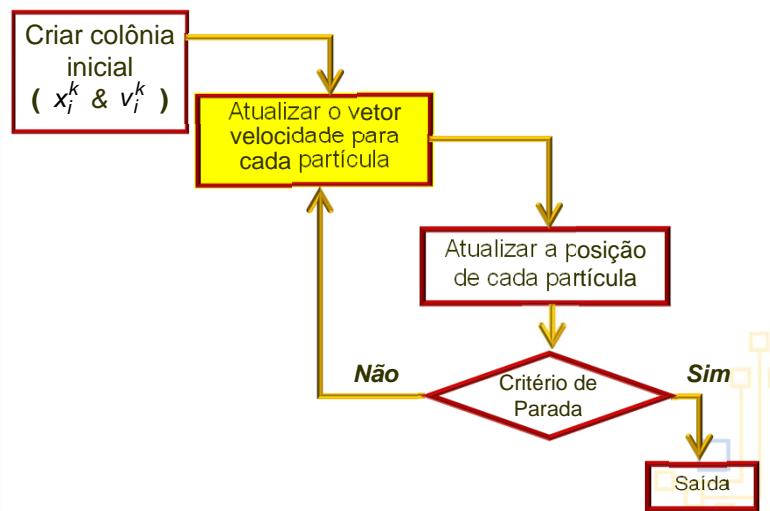 Criar colônia
inicial
( x_i^k & v_i^k )
Atualizar o vetor
velocidade para
cada partícula
Atualizar a posição
de cada partícula
Não
Critério de
Parada
Sim
Saída